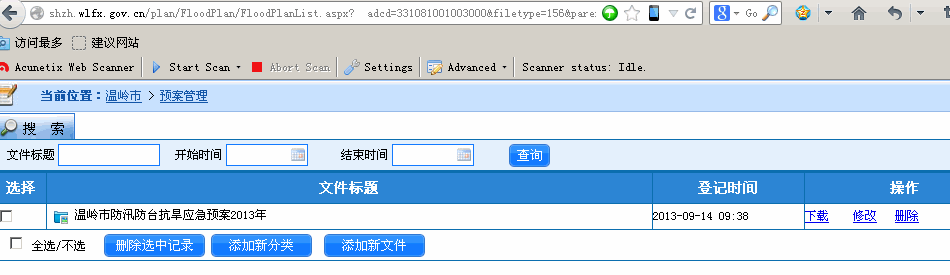 shzh.wlfx.gov.cn/plan/FloodPlan/FloodPlanList.aspx?  adcd=331081001003000&filetype=156&pare: Go
访问最多 建议网站
Acunetix Web Scanner Start Scan Abort Scan Settings Advanced Scanner status: Idle.
当前位置：温岭市 > 预案管理
搜 索
文件标题 开始时间 结束时间 查询
选择 文件标题 登记时间 操作
温岭市防汛防台抗旱应急预案2013年 2013-09-14 09:38 下载 修改 删除
全选/不选 删除选中记录 添加新分类 添加新文件